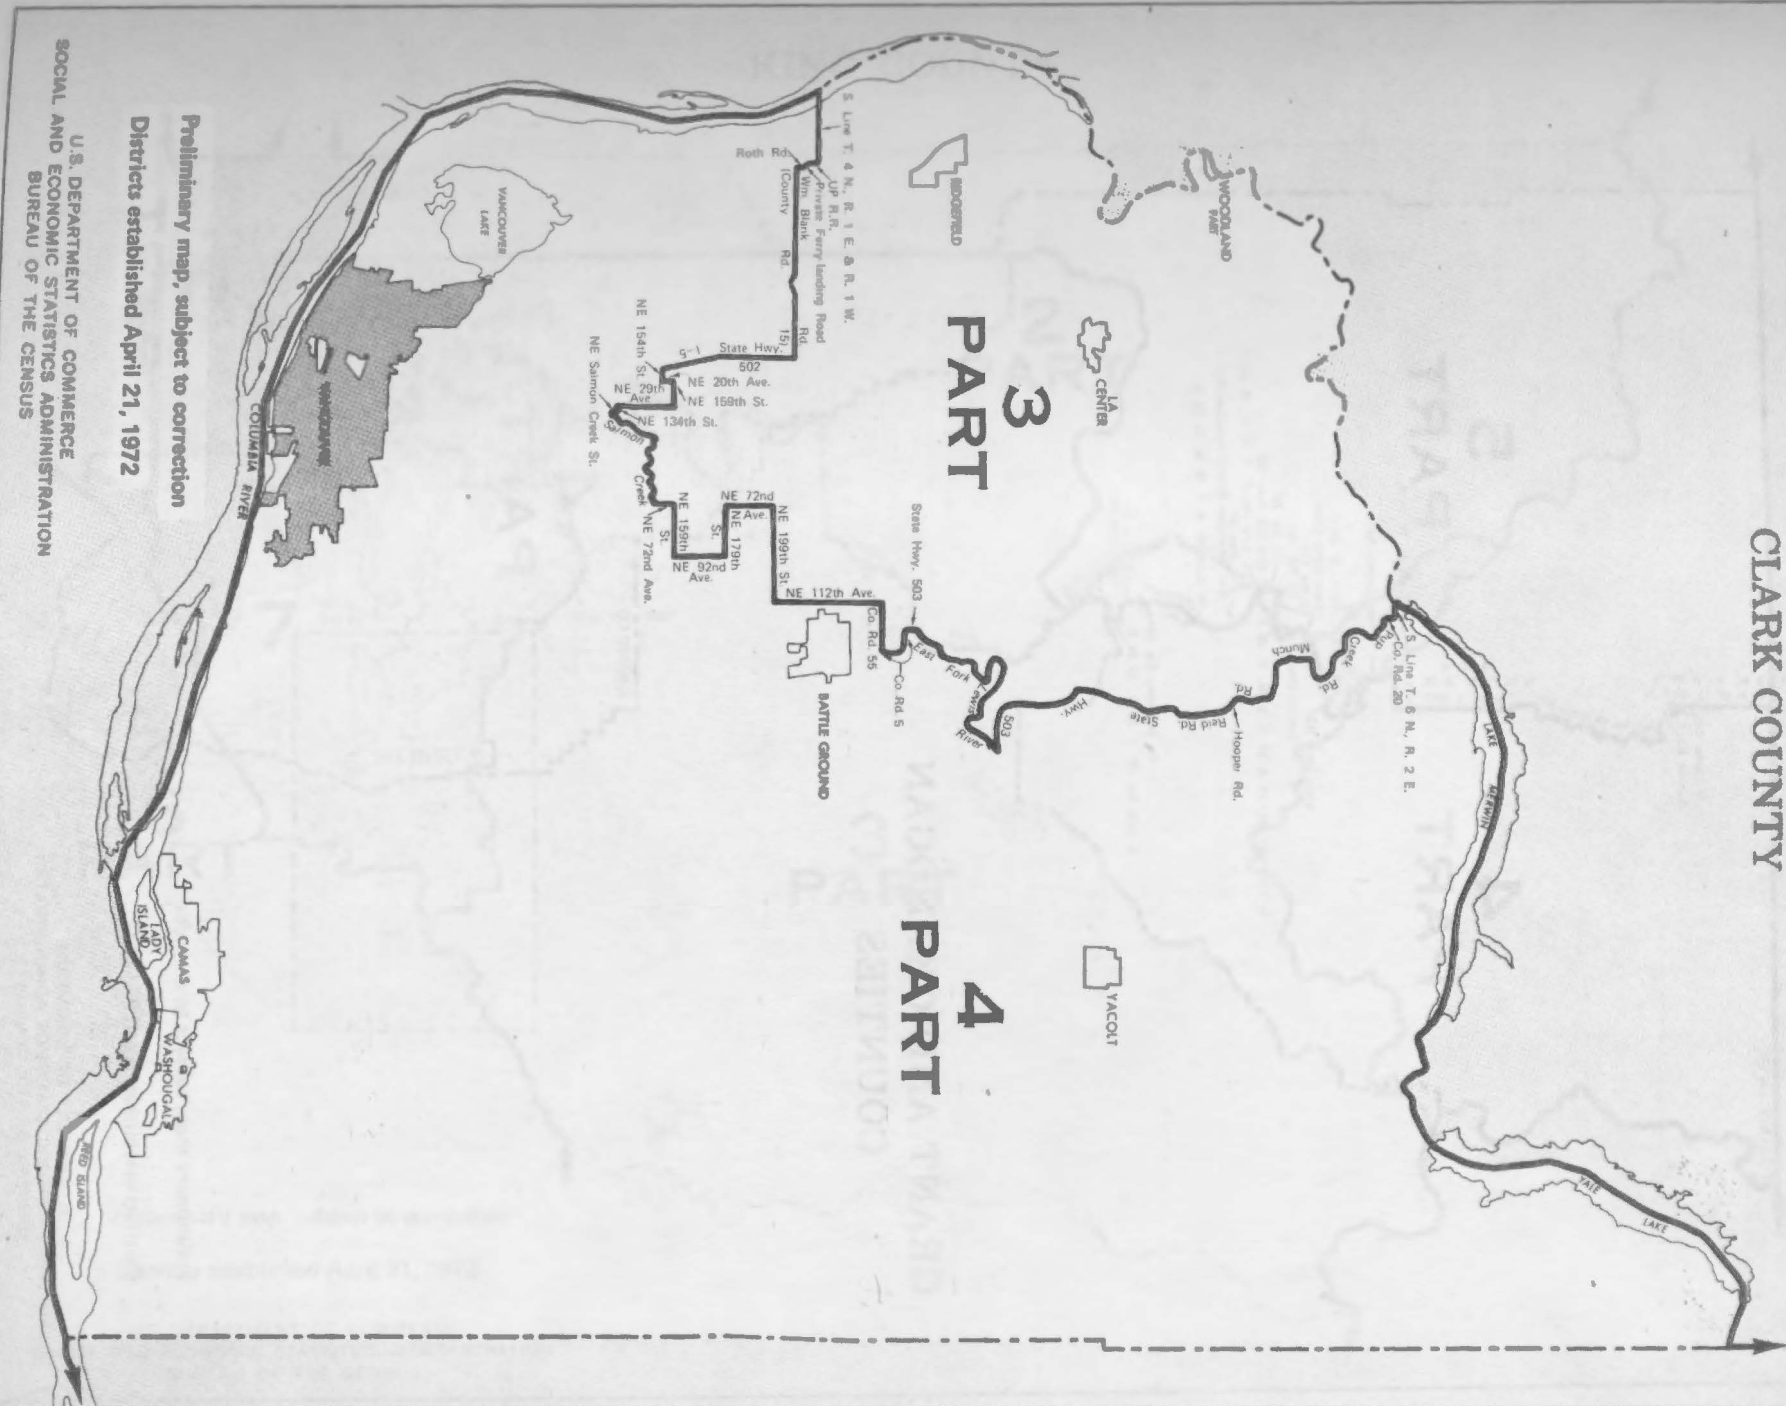 CLARK COUNTY
S Line T. 6 N., R. 2 E.
Co. Rd. 20
Pup
Creek
Rd.
Munch
Hooper Rd.
Rd.
Reid Rd.
State
Hwy.
503
LAKE
MERWIN
YALE
LAKE
WOODLAND
PART
LA
CENTER
RIDGEFIELD
YACOLT
3
PART
4
PART
State Hwy. 503
East
Fork
Lewis
River
Co. Rd. 5
Co. Rd. 55
BATTLE GROUND
S Line T. 4 N., R. 1 E. & R. 1 W.
UP R.R.
Private Ferry landing Road
Roth Rd.
Wm Blank
Rd.
(County
Rd.
15)
State Hwy.
502
I-5
NE 154th St.
NE 20th Ave.
NE 159th St.
NE 29th
Ave
NE 134th St.
NE Salmon Creek St.
Salmon
Creek
NE 72nd Ave.
NE 159th
St.
NE 92nd
Ave.
NE 179th
St.
NE 72nd
Ave.
NE 199th St.
NE 112th Ave.
VANCOUVER
LAKE
VANCOUVER
COLUMBIA
RIVER
LADY
ISLAND
CAMAS
WASHOUGAL
REED ISLAND
Preliminary map, subject to correction
Districts established April 21, 1972
U.S. DEPARTMENT OF COMMERCE
SOCIAL AND ECONOMIC STATISTICS ADMINISTRATION
BUREAU OF THE CENSUS